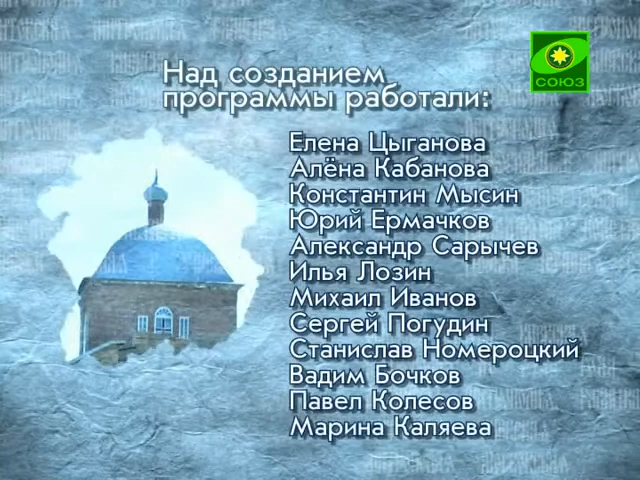 СОЮЗ
Над созданием
программы работали:
Елена Цыганова
Алёна Кабанова
Константин Мысин
Юрий Ермачков
Александр Сарычев
Илья Лозин
Михаил Иванов
Сергей Погудин
Станислав Номероцкий
Вадим Бочков
Павел Колесов
Марина Каляева